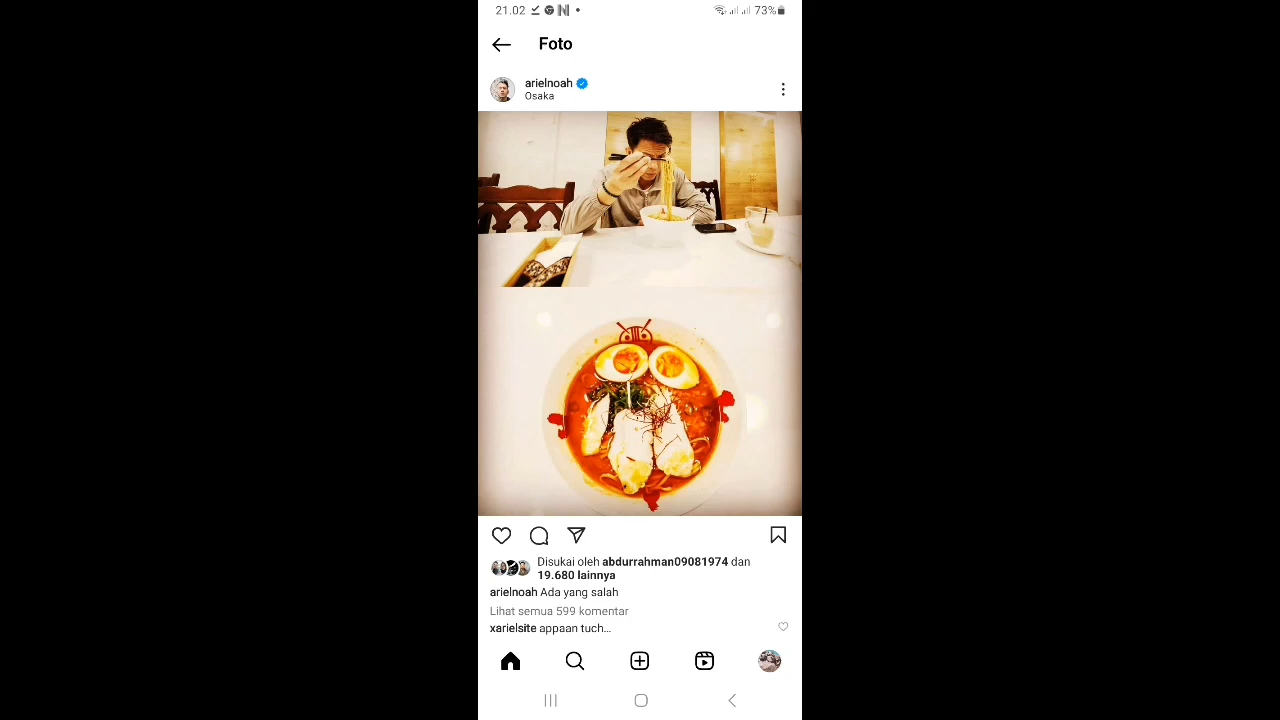 21.02
73%
Foto
arielnoah
Osaka
Disukai oleh abdurrahman09081974 dan
19.680 lainnya
arielnoah Ada yang salah
Lihat semua 599 komentar
xarielsite appaan tuch...